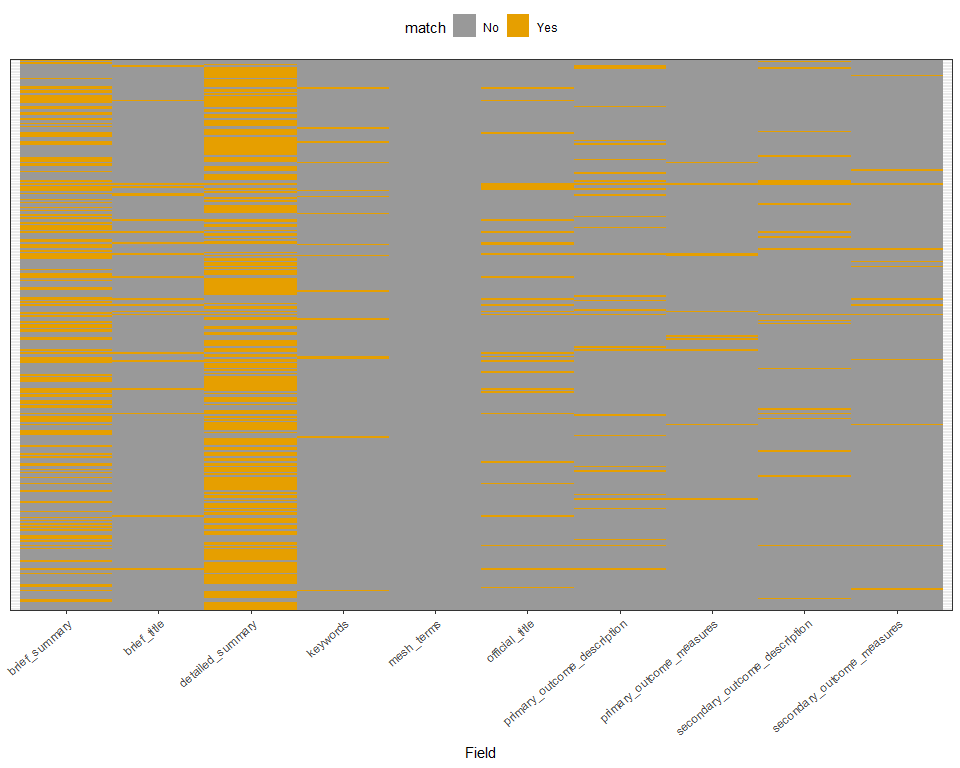 match No Yes
brief_summary
brief_title
detailed_summary
keywords
mesh_terms
official_title
primary_outcome_description
primary_outcome_measures
secondary_outcome_description
secondary_outcome_measures
Field